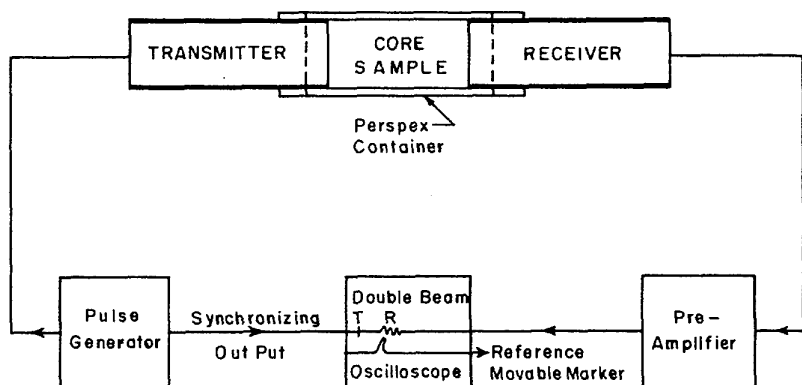 TRANSMITTER
CORE
SAMPLE
RECEIVER
Perspex
Container
Pulse
Generator
Synchronizing
Out Put
Double Beam
T R
Oscilloscope
Reference
Movable Marker
Pre-
Amplifier